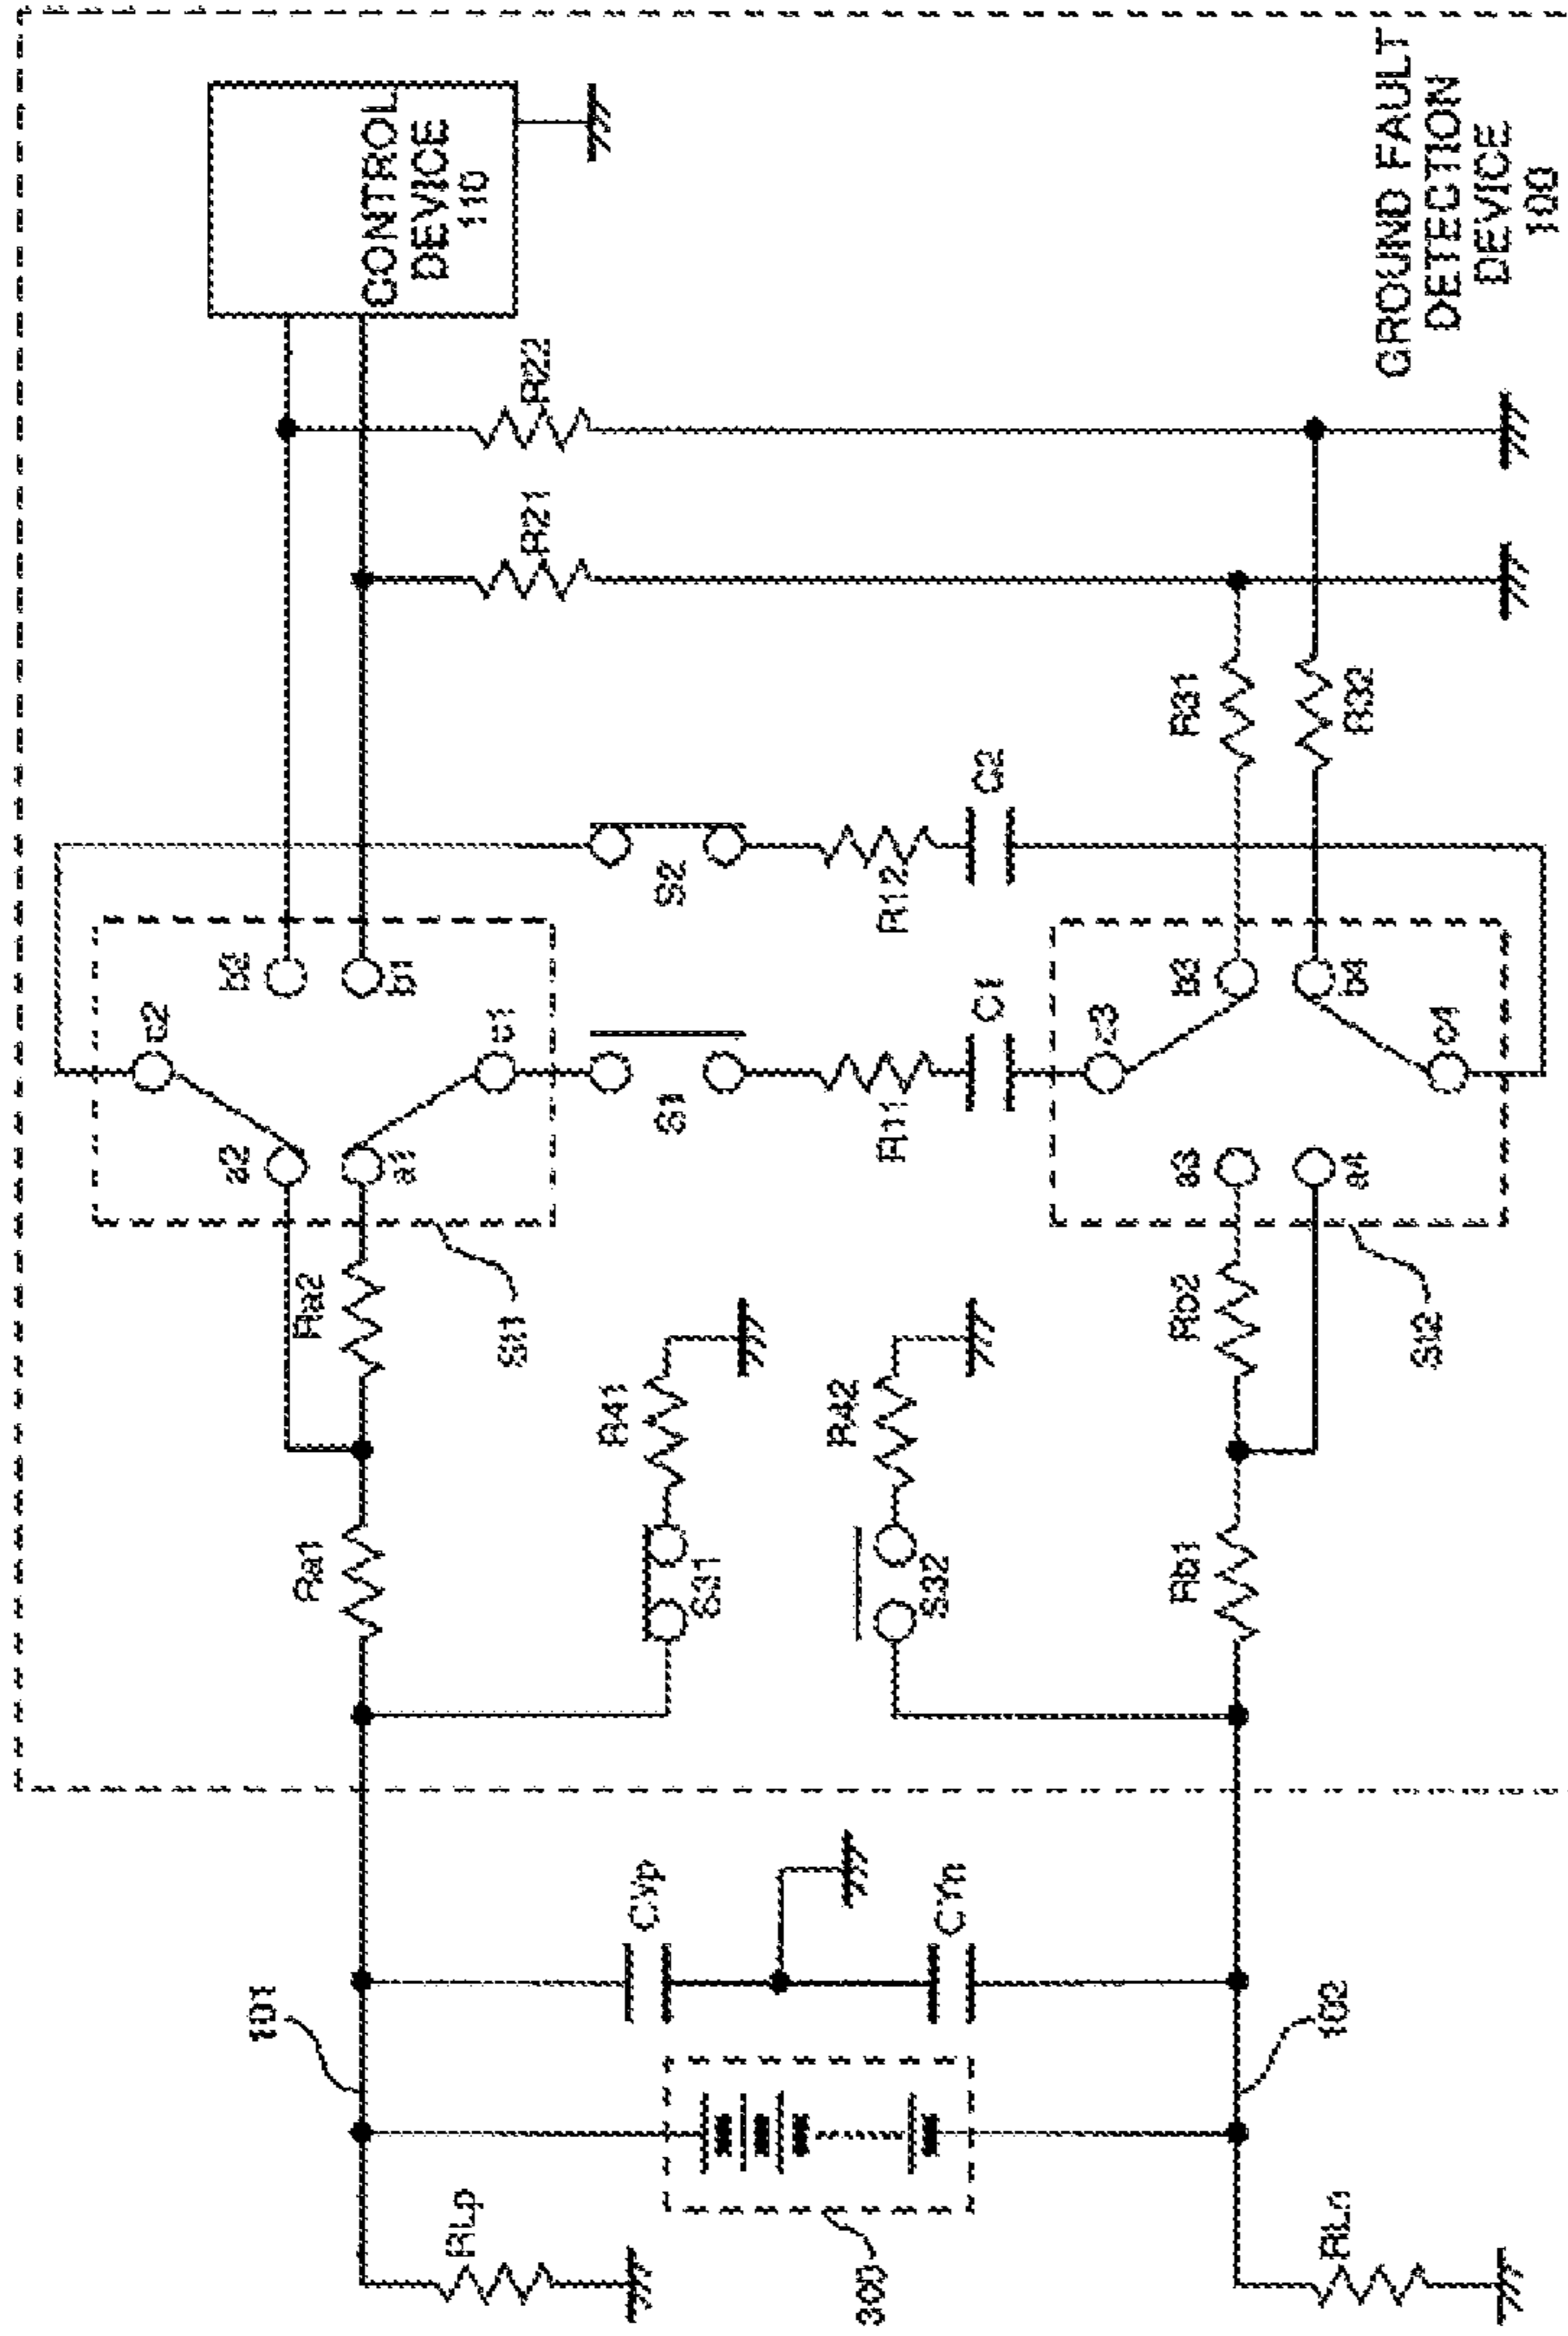 GROUND FAULT
DETECTION
DEVICE
100
CONTROL
DEVICE
110
R22
R21
R31
R32
S2
R12
C2
S1
R11
C1
c2
b2
b1
c1
a2
a1
c3
b3
b4
c4
a3
a4
St1
St2
Ra2
Ra1
R41
S31
R42
S32
Rb2
Rb1
101
CYp
CYn
102
RLp
300
RLn